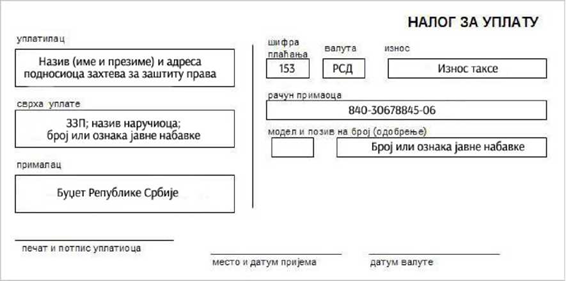 НАЛОГ ЗА УПЛАТУ
уплатилац
Назив (име и презиме) и адреса
подносиоца захтева за заштиту права
сврха уплате
ЗЗП; назив наручиоца;
број или ознака јавне набавке
прималац
Буџет Републике Србије
печат и потпис уплатиоца
шифра
плаћања
валута
износ
153
РСД
Износ таксе
рачун примаоца
840-30678845-06
модел и позив на број (одобрење)
Број или ознака јавне набавке
место и датум пријема
датум валуте